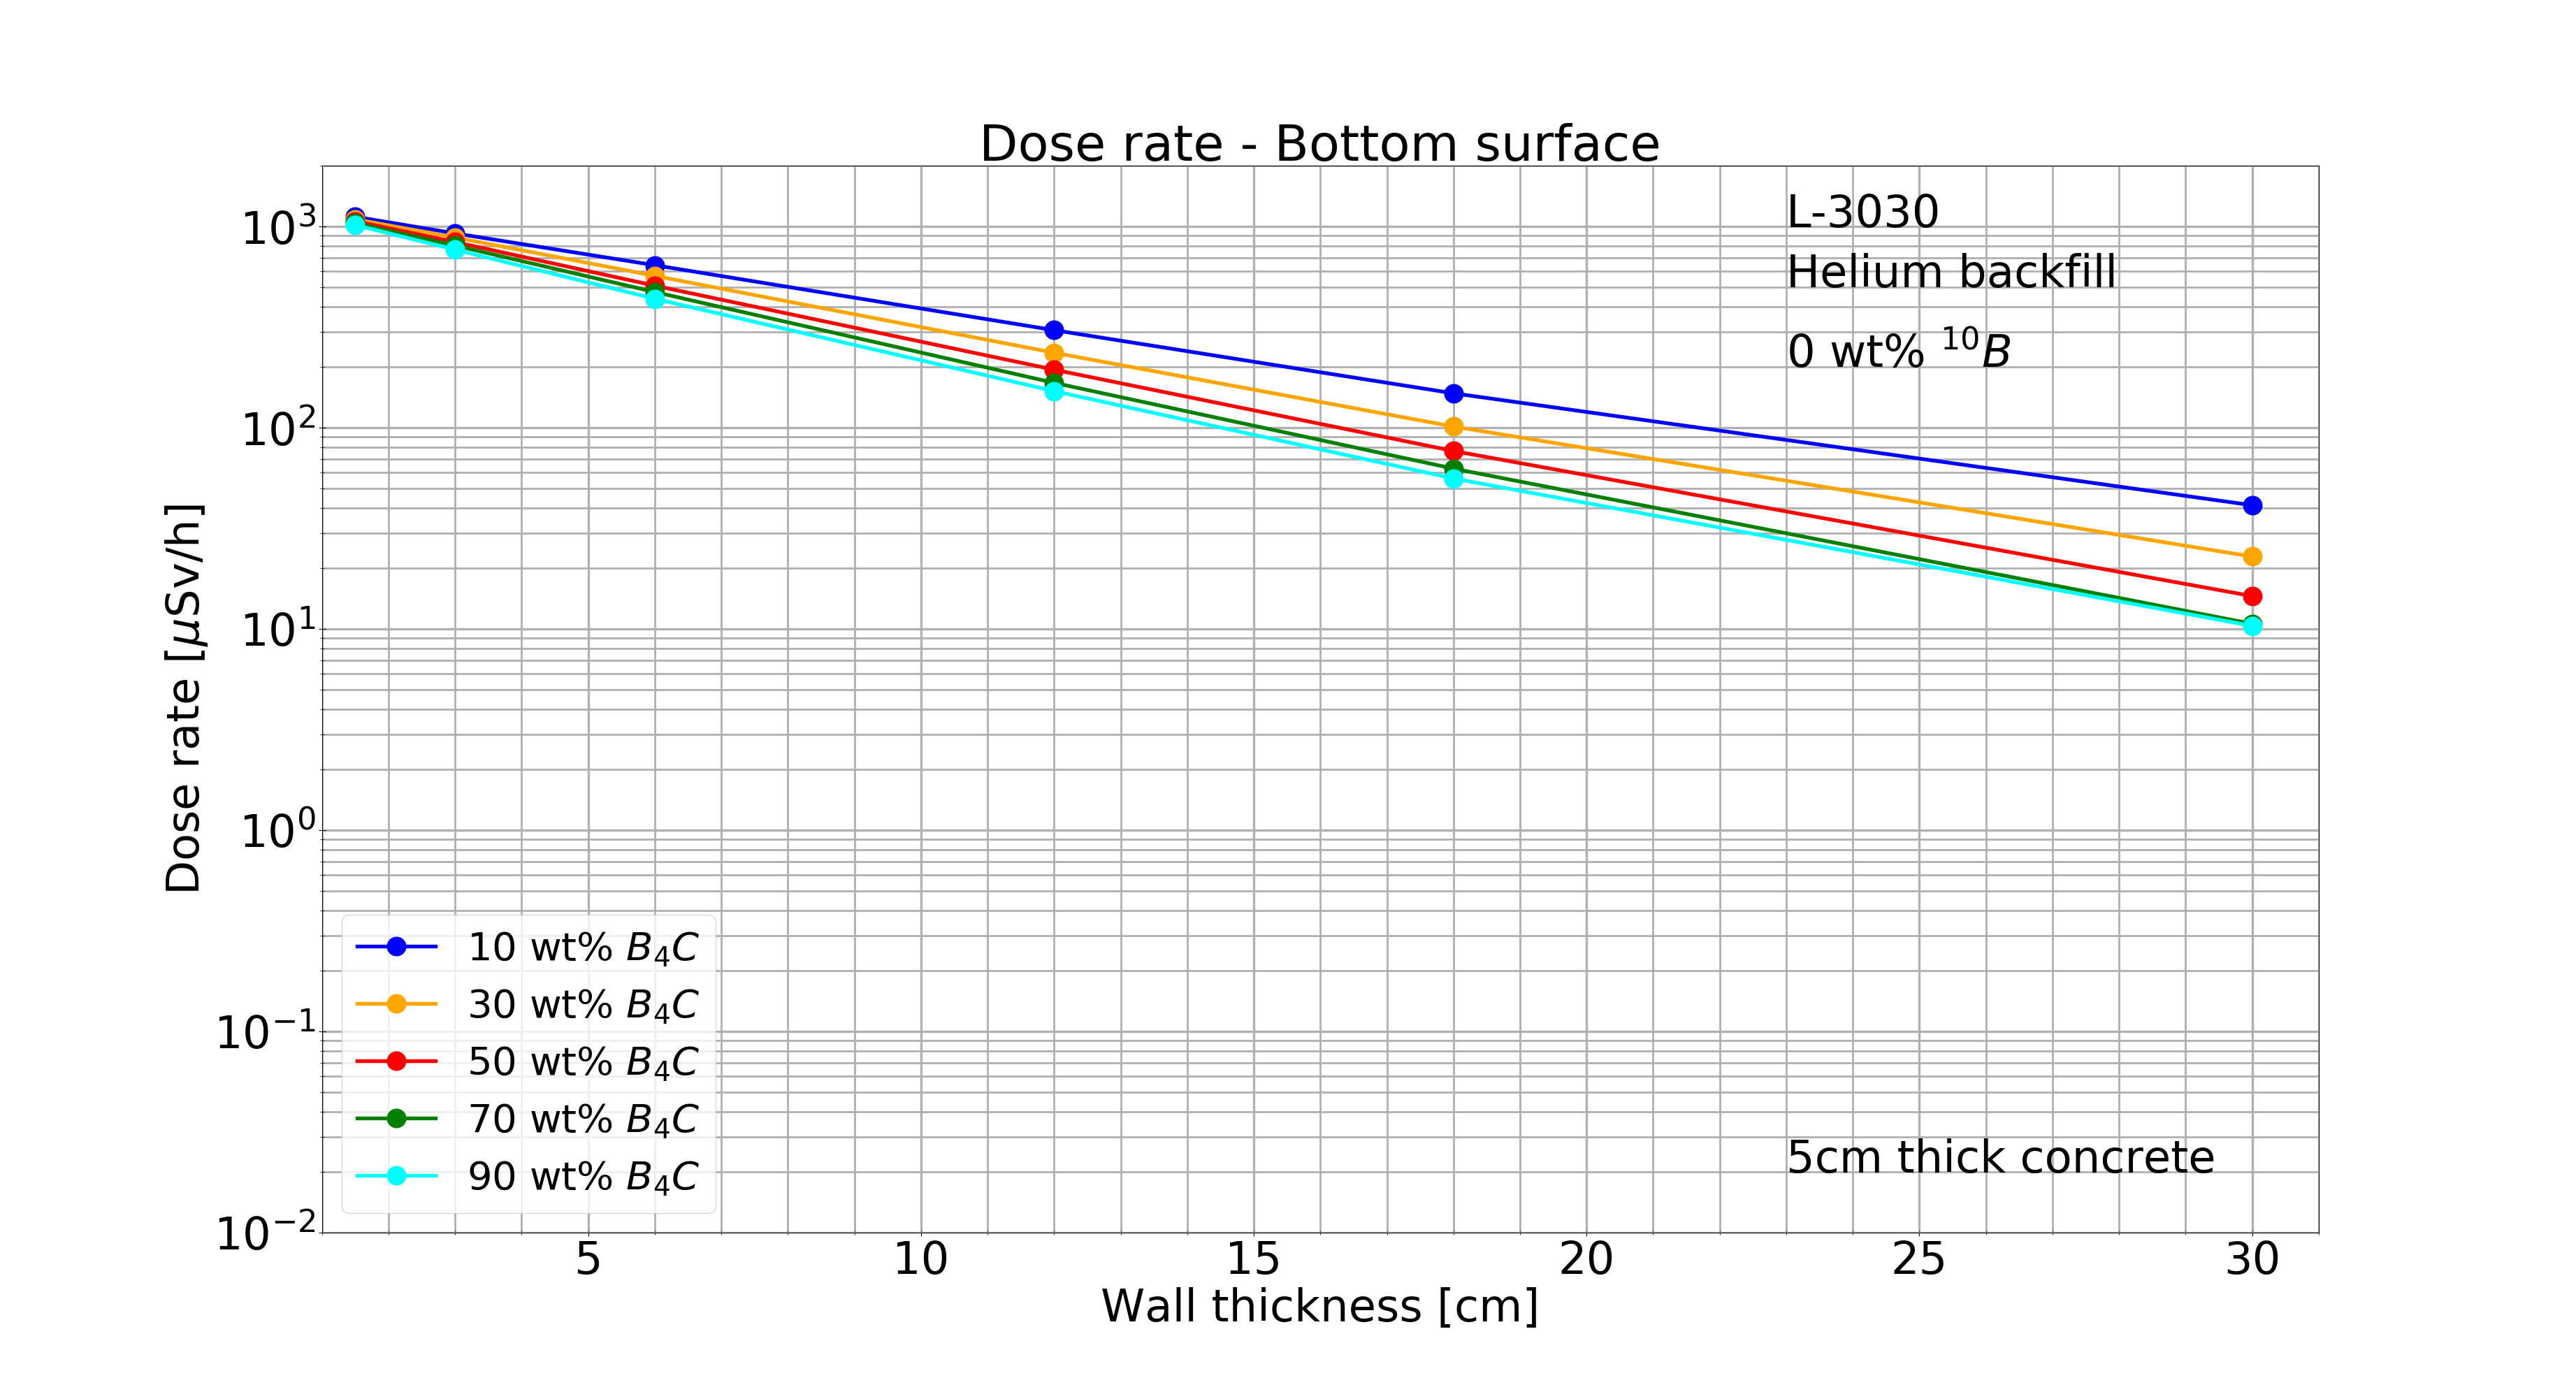 Dose rate - Bottom surface
L-3030
Helium backfill
0 wt% ¹⁰B
10³
10²
10¹
10⁰
10⁻¹
10⁻²
Dose rate [μSv/h]
10 wt% B₄C
30 wt% B₄C
50 wt% B₄C
70 wt% B₄C
90 wt% B₄C
5cm thick concrete
5 10 15 20 25 30
Wall thickness [cm]